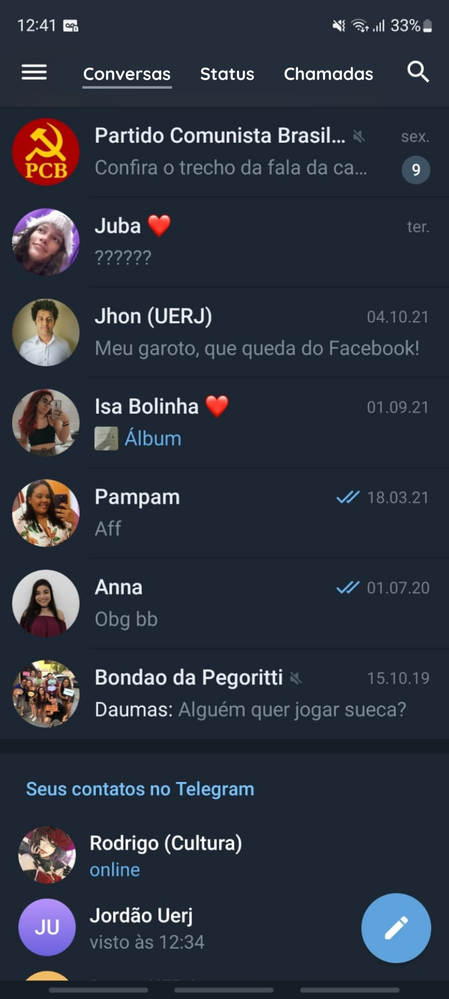 12:41
33%
Conversas Status Chamadas
PCB
Partido Comunista Brasil... sex.
Confira o trecho da fala da ca... 9
Juba ❤️ ter.
??????
Jhon (UERJ) 04.10.21
Meu garoto, que queda do Facebook!
Isa Bolinha ❤️ 01.09.21
Álbum
Pampam 18.03.21
Aff
Anna 01.07.20
Obg bb
Bondao da Pegoritti 15.10.19
Daumas: Alguém quer jogar sueca?
Seus contatos no Telegram
Rodrigo (Cultura)
online
JU
Jordão Uerj
visto às 12:34